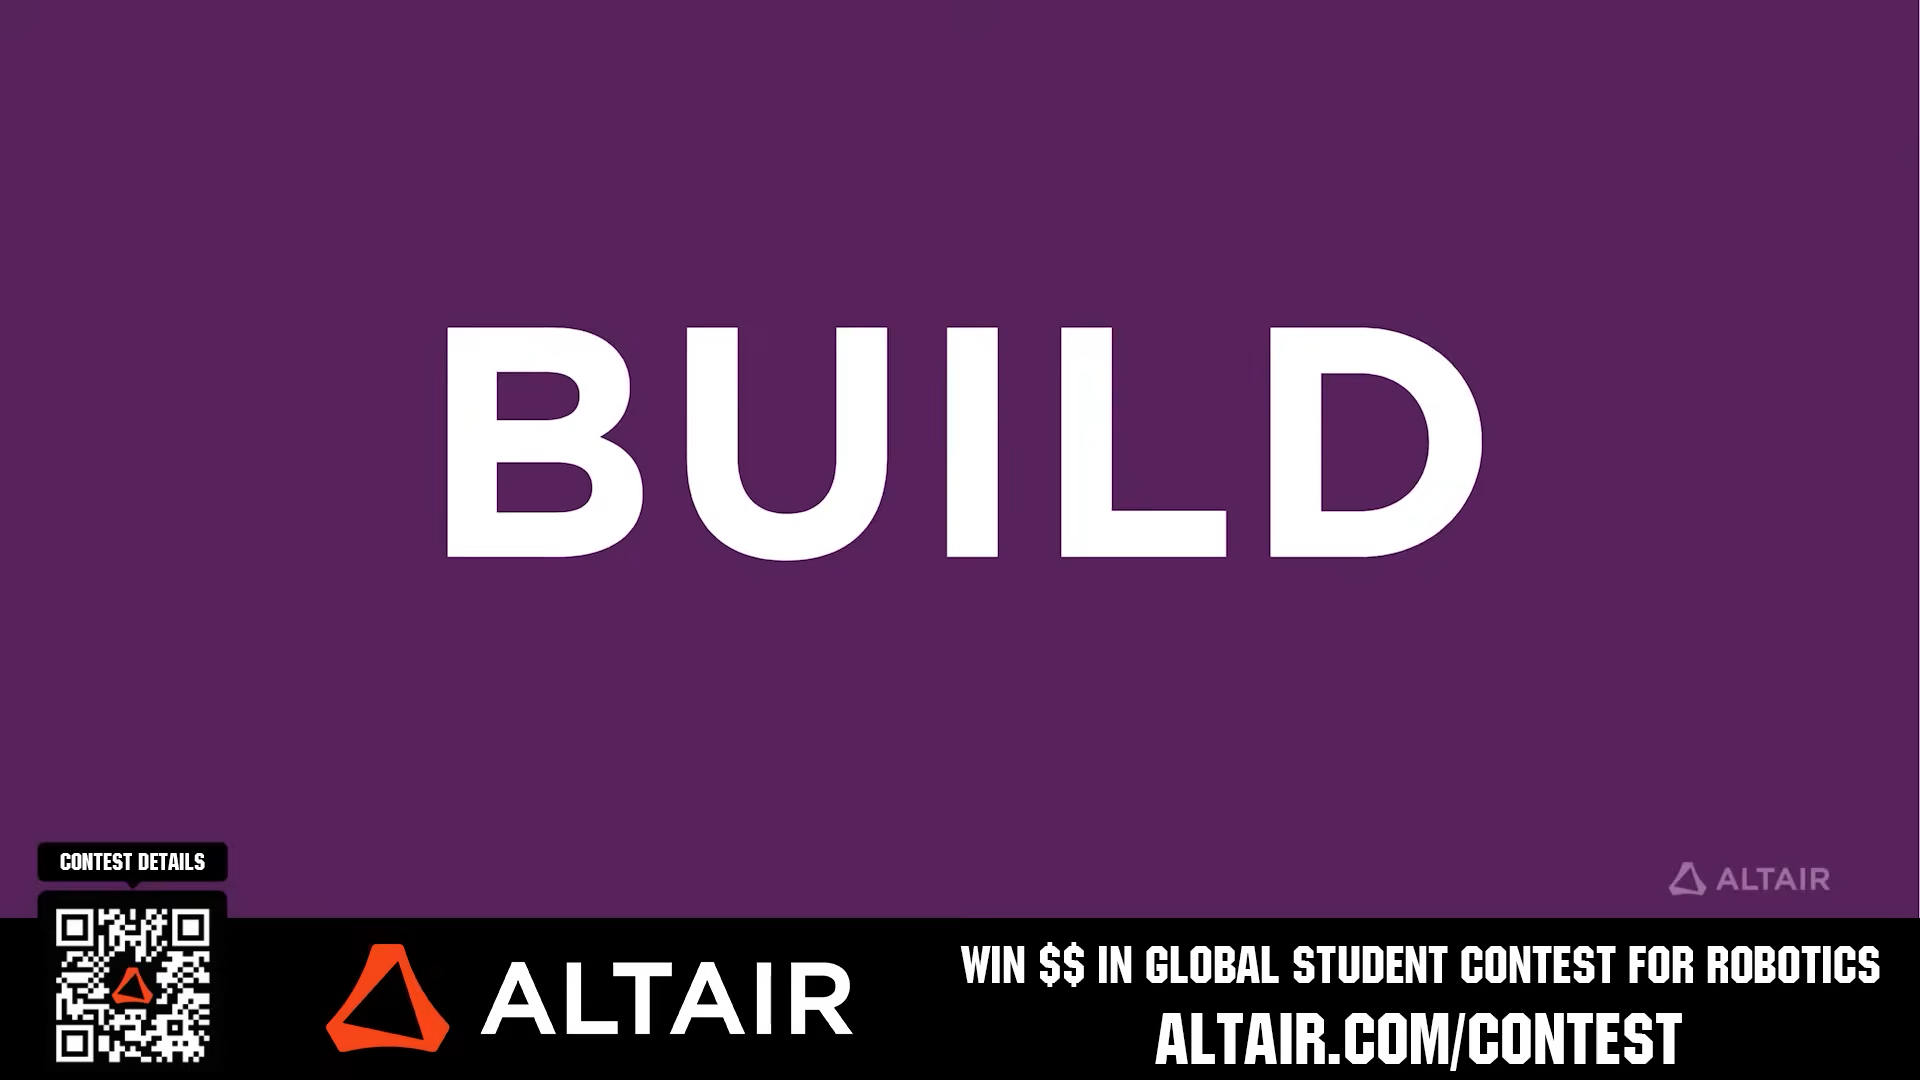 BUILD
CONTEST DETAILS
ALTAIR
ALTAIR
WIN $$ IN GLOBAL STUDENT CONTEST FOR ROBOTICS
ALTAIR.COM/CONTEST